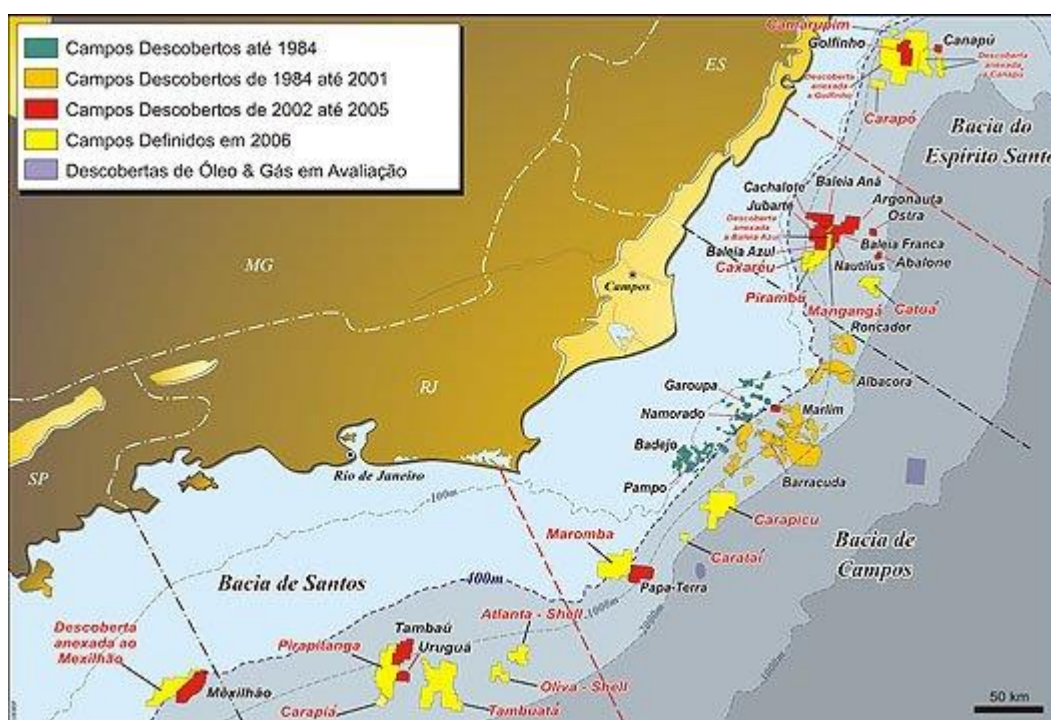 Campos Descobertos até 1984
Campos Descobertos de 1984 até 2001
Campos Descobertos de 2002 até 2005
Campos Definidos em 2006
Descobertas de Óleo & Gás em Avaliação
Camarupim
Golfinho
Canapú
Descoberta
anexada
a Golfinho
Descoberta
anexada
a Canapú
Carapó
ES
Bacia do
Espírito Santo
Cachalote
Baleia Aná
Jubarte
Argonauta
Descoberta
anexada
a Baleia Azul
Ostra
Baleia Azul
Baleia Franca
Caxaréu
Nautilus
Abalone
Pirambú
Mangangá
Catuá
MG
Campos
Roncador
RJ
Garoupa
Albacora
Namorado
Marlim
Badejo
SP
Rio de Janeiro
Pampo
Barracuda
100m
Carapicu
Maromba
Carataí
Bacia de
Campos
Bacia de Santos
400m
Papa-Terra
1000m
Atlanta - Shell
Descoberta
anexada ao
Mexilhão
Tambaú
Pirapitanga
Uruguá
Mexilhão
Oliva - Shell
Carapiá
Tambuatá
50 km